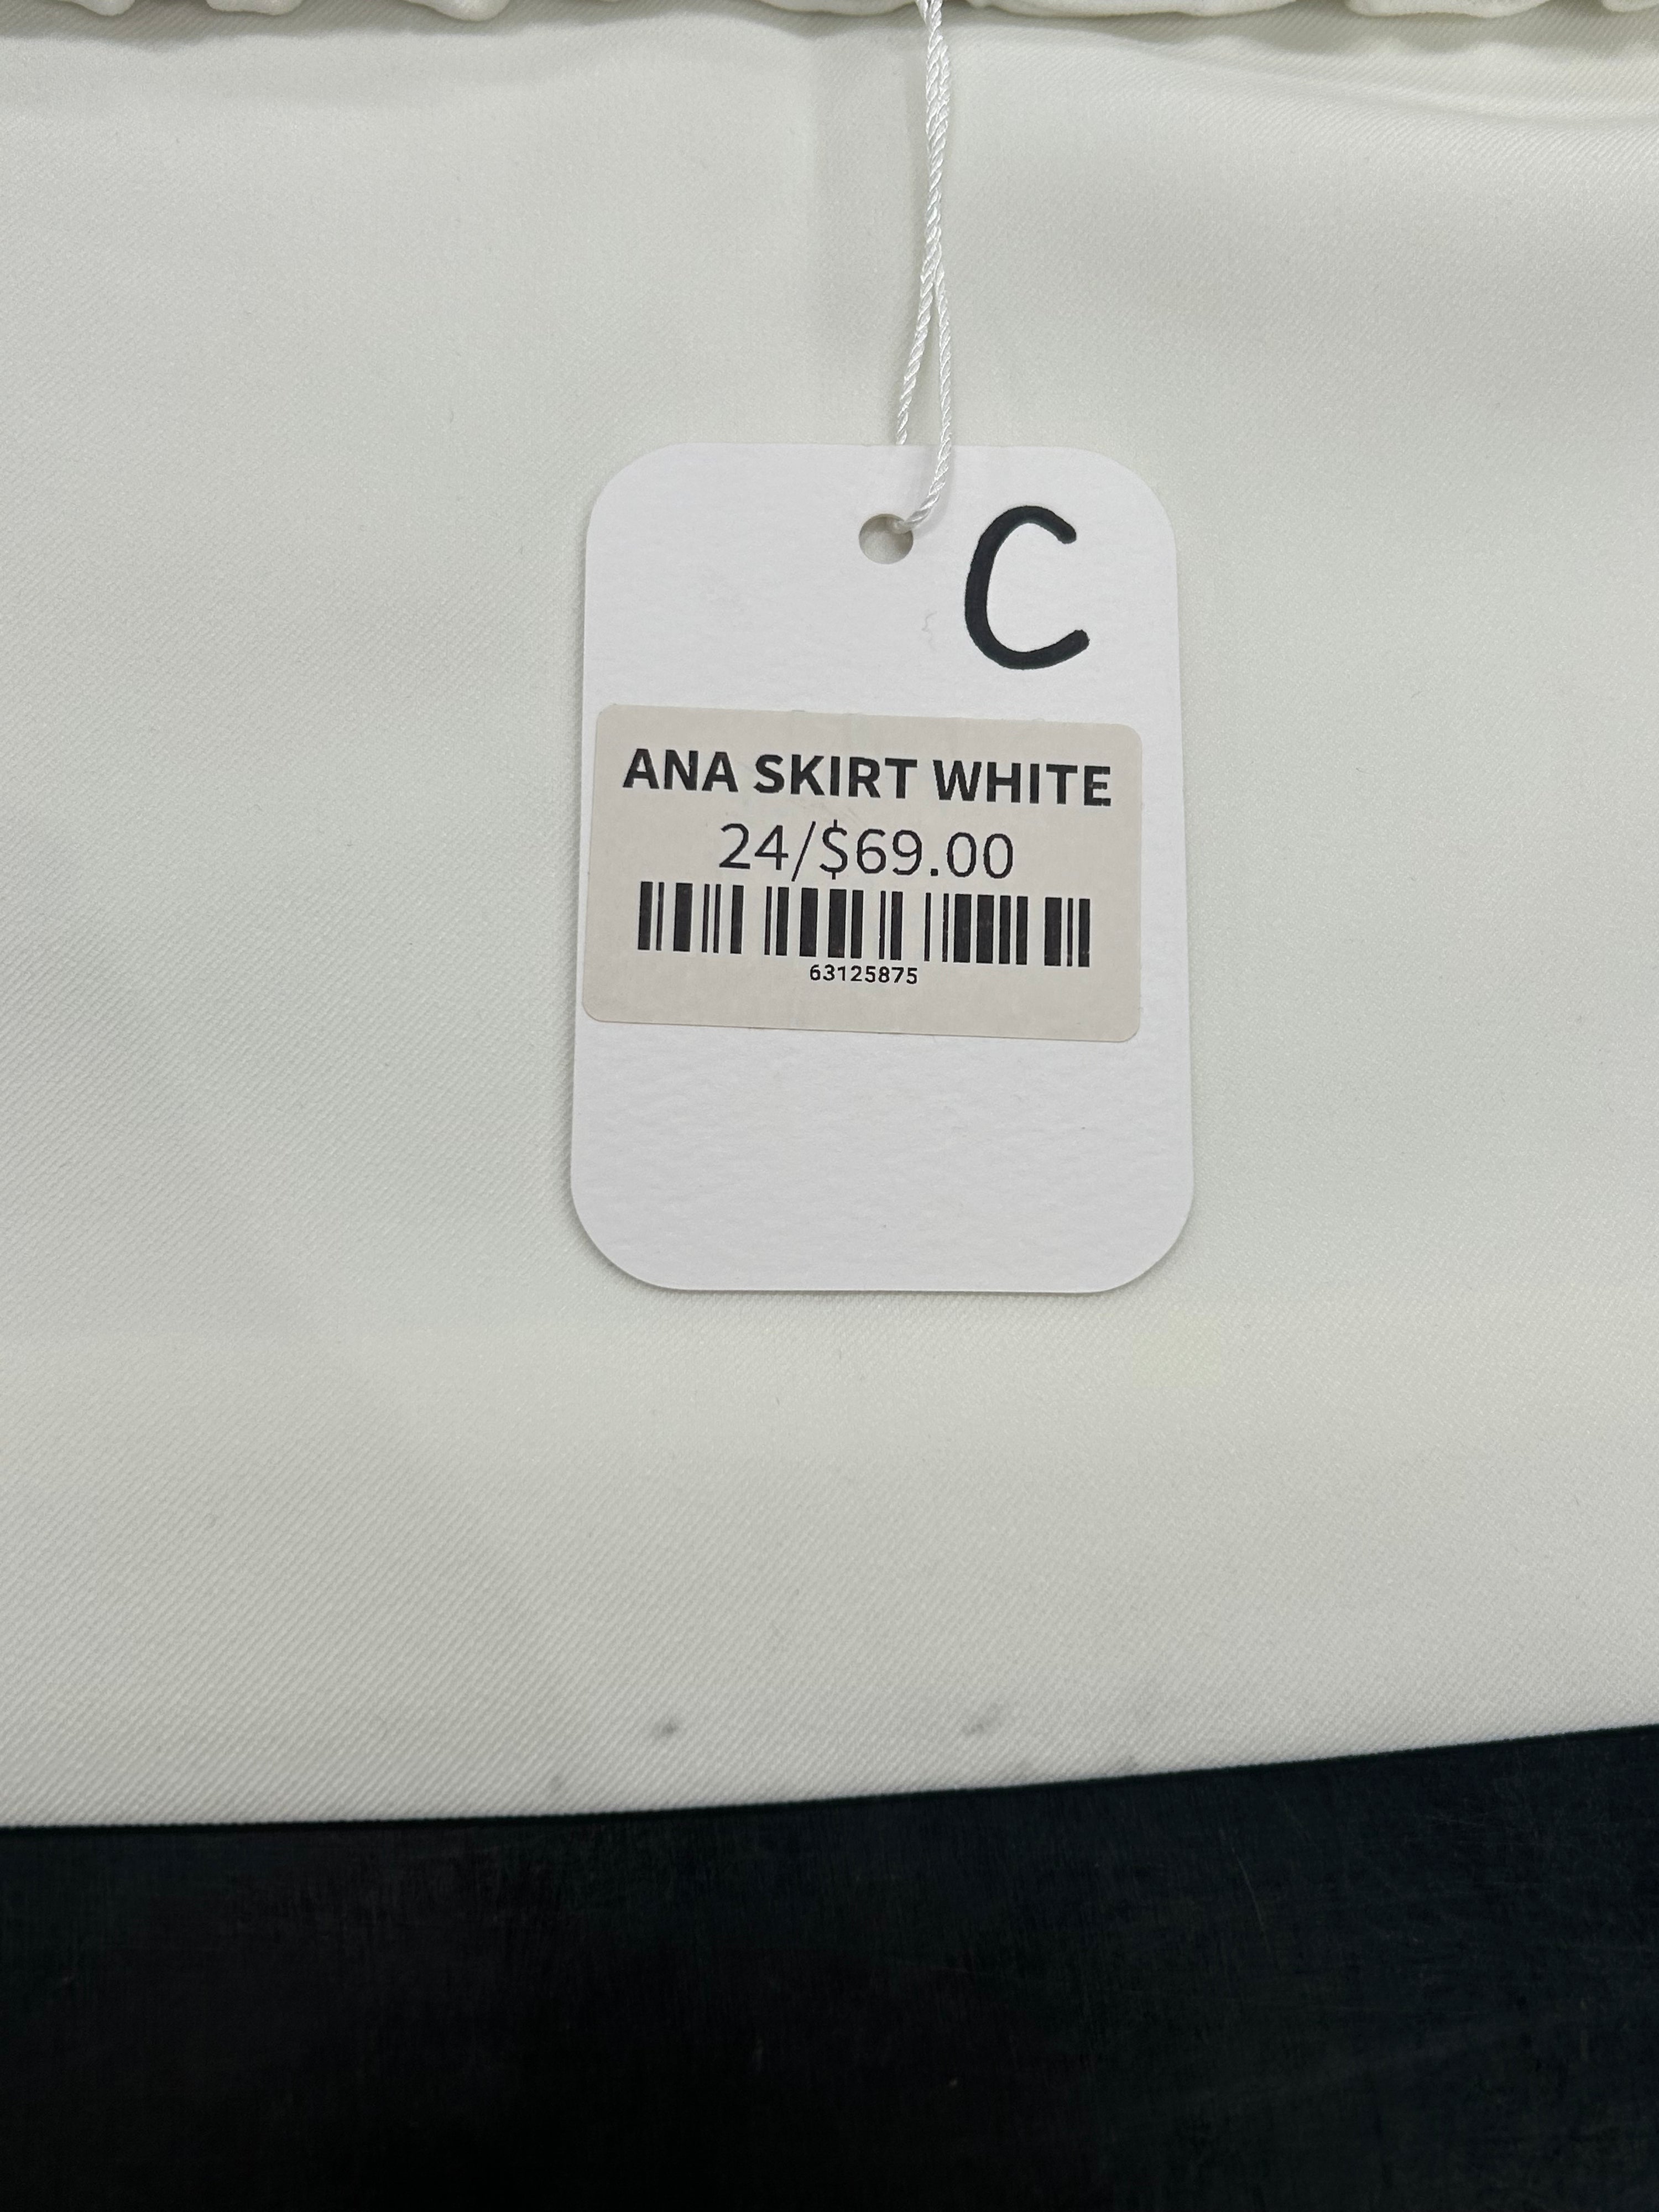 C
ANA SKIRT WHITE
24/$69.00
63125875